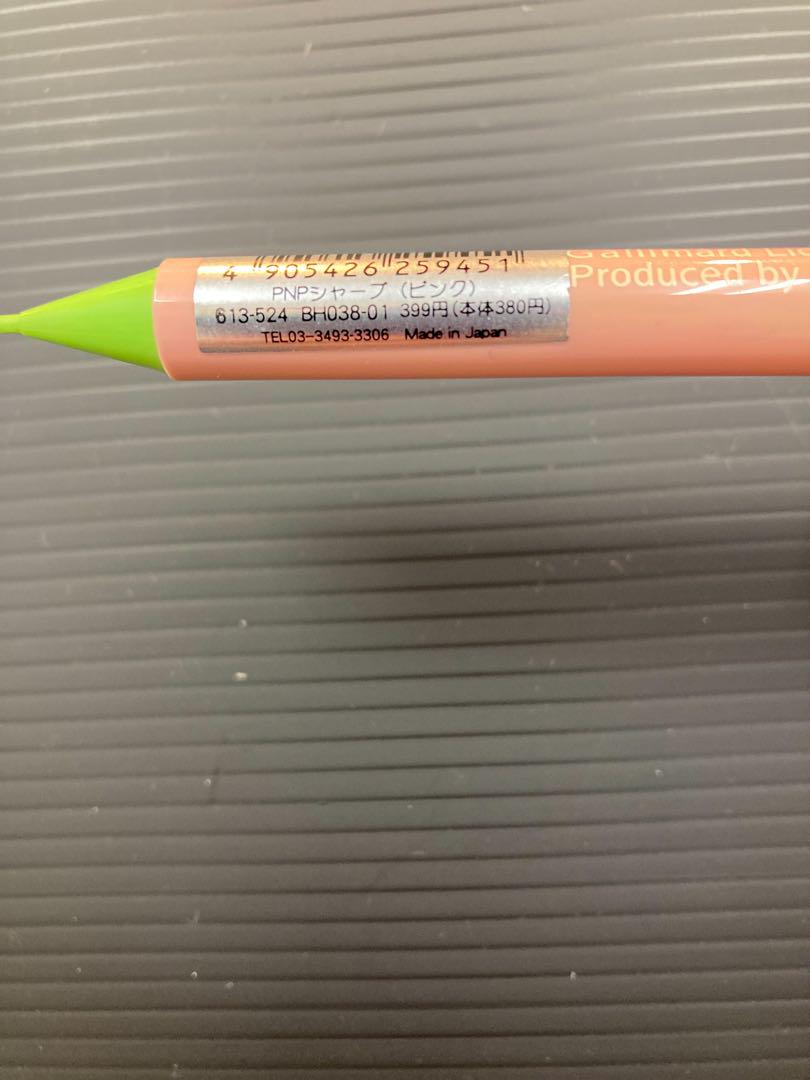 4 905426 259451
PNPシャープ (ピンク)
613-524 BH038-01 399円(本体380円)
TEL03-3493-3306 Made in Japan
Produced by